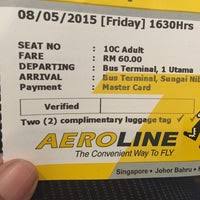 08/05/2015 [Friday] 1630Hrs
SEAT NO : 10C Adult
FARE : RM 60.00
DEPARTING : Bus Terminal, 1 Utama
ARRIVAL : Bus Terminal, Sungai Nib
Payment : Master Card
Verified
Two (2) complimentary luggage tag ✓
AEROLINE
The Convenient Way To FLY
Singapore • Johor Bahru •